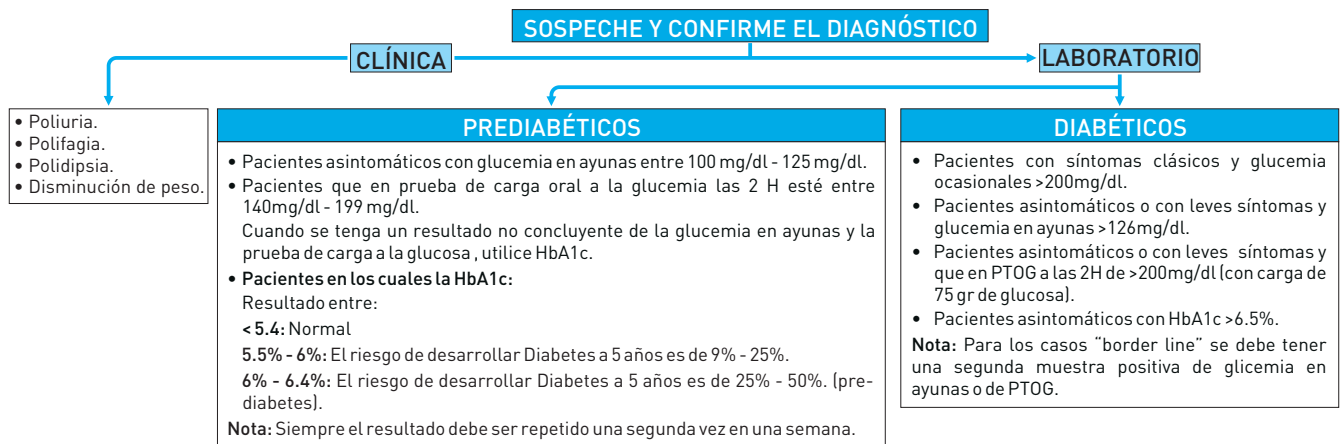 SOSPECHE Y CONFIRME EL DIAGNÓSTICO
CLÍNICA
LABORATORIO
• Poliuria.
• Polifagia.
• Polidipsia.
• Disminución de peso.
PREDIABÉTICOS
• Pacientes asintomáticos con glucemia en ayunas entre 100 mg/dl - 125 mg/dl.
• Pacientes que en prueba de carga oral a la glucemia las 2 H esté entre
140mg/dl - 199 mg/dl.
Cuando se tenga un resultado no concluyente de la glucemia en ayunas y la
prueba de carga a la glucosa , utilice HbA1c.
• Pacientes en los cuales la HbA1c:
Resultado entre:
< 5.4: Normal
5.5% - 6%: El riesgo de desarrollar Diabetes a 5 años es de 9% - 25%.
6% - 6.4%: El riesgo de desarrollar Diabetes a 5 años es de 25% - 50%. (pre-
diabetes).
Nota: Siempre el resultado debe ser repetido una segunda vez en una semana.
DIABÉTICOS
• Pacientes con síntomas clásicos y glucemia
ocasionales >200mg/dl.
• Pacientes asintomáticos o con leves síntomas y
glucemia en ayunas >126mg/dl.
• Pacientes asintomáticos o con leves síntomas y
que en PTOG a las 2H de >200mg/dl (con carga de
75 gr de glucosa).
• Pacientes asintomáticos con HbA1c >6.5%.
Nota: Para los casos "border line" se debe tener
una segunda muestra positiva de glicemia en
ayunas o de PTOG.